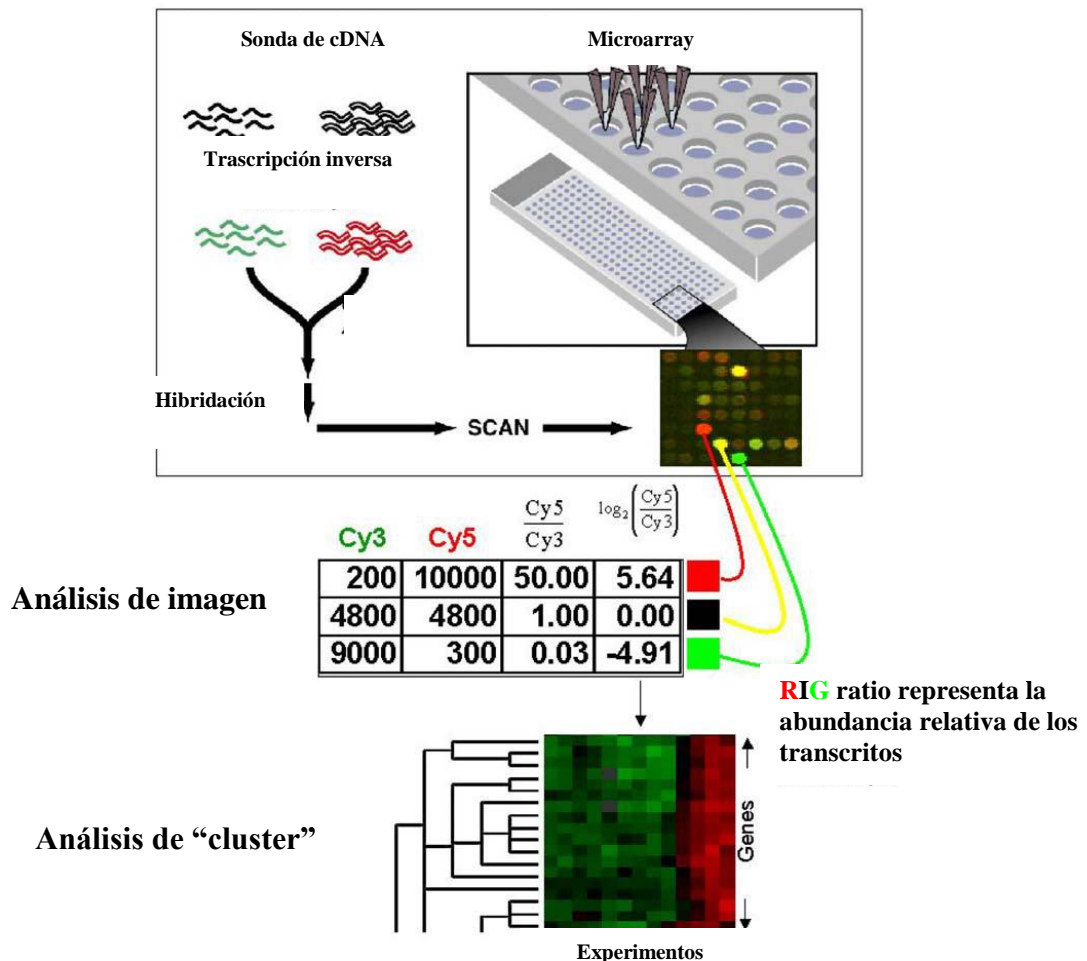 Sonda de cDNA
Microarray
Trascripción inversa
Hibridación
SCAN
Cy3 Cy5 Cy5/Cy3 log2(Cy5/Cy3)
200 10000 50.00 5.64
4800 4800 1.00 0.00
9000 300 0.03 -4.91
Análisis de imagen
RIG ratio representa la
abundancia relativa de los
transcritos
Análisis de “cluster”
Genes
Experimentos